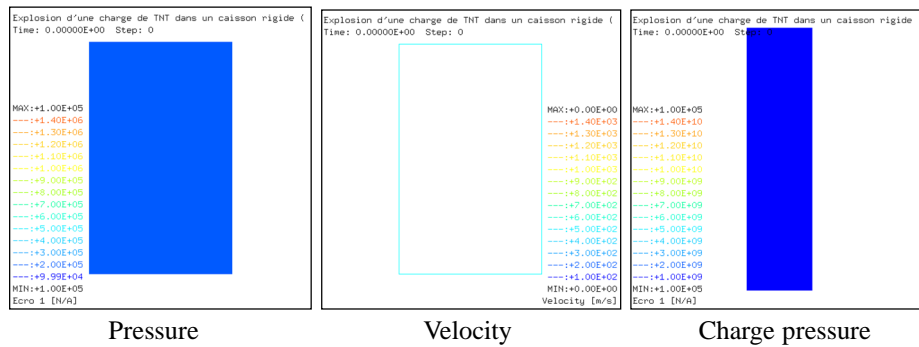 Explosion d'une charge de TNT dans un caisson rigide (
Time: 0.00000E+00 Step: 0
MAX:+1.00E+05
---:+1.40E+06
---:+1.30E+06
---:+1.20E+06
---:+1.10E+06
---:+1.00E+06
---:+9.00E+05
---:+8.00E+05
---:+7.00E+05
---:+6.00E+05
---:+5.00E+05
---:+4.00E+05
---:+3.00E+05
---:+2.00E+05
---:+9.99E+04
MIN:+1.00E+05
Ecro 1 [N/A]
Pressure
Explosion d'une charge de TNT dans un caisson rigide (
Time: 0.00000E+00 Step: 0
MAX:+0.00E+00
---:+1.40E+03
---:+1.30E+03
---:+1.20E+03
---:+1.10E+03
---:+1.00E+03
---:+9.00E+02
---:+8.00E+02
---:+7.00E+02
---:+6.00E+02
---:+5.00E+02
---:+4.00E+02
---:+3.00E+02
---:+2.00E+02
---:+1.00E+02
MIN:+0.00E+00
Velocity [m/s]
Velocity
Explosion d'une charge de TNT dans un caisson rigide (
Time: 0.00000E+00 Step: 0
MAX:+1.00E+05
---:+1.40E+10
---:+1.30E+10
---:+1.20E+10
---:+1.10E+10
---:+1.00E+10
---:+9.00E+09
---:+8.00E+09
---:+7.00E+09
---:+6.00E+09
---:+5.00E+09
---:+4.00E+09
---:+3.00E+09
---:+2.00E+09
---:+1.00E+09
MIN:+1.00E+05
Ecro 1 [N/A]
Charge pressure